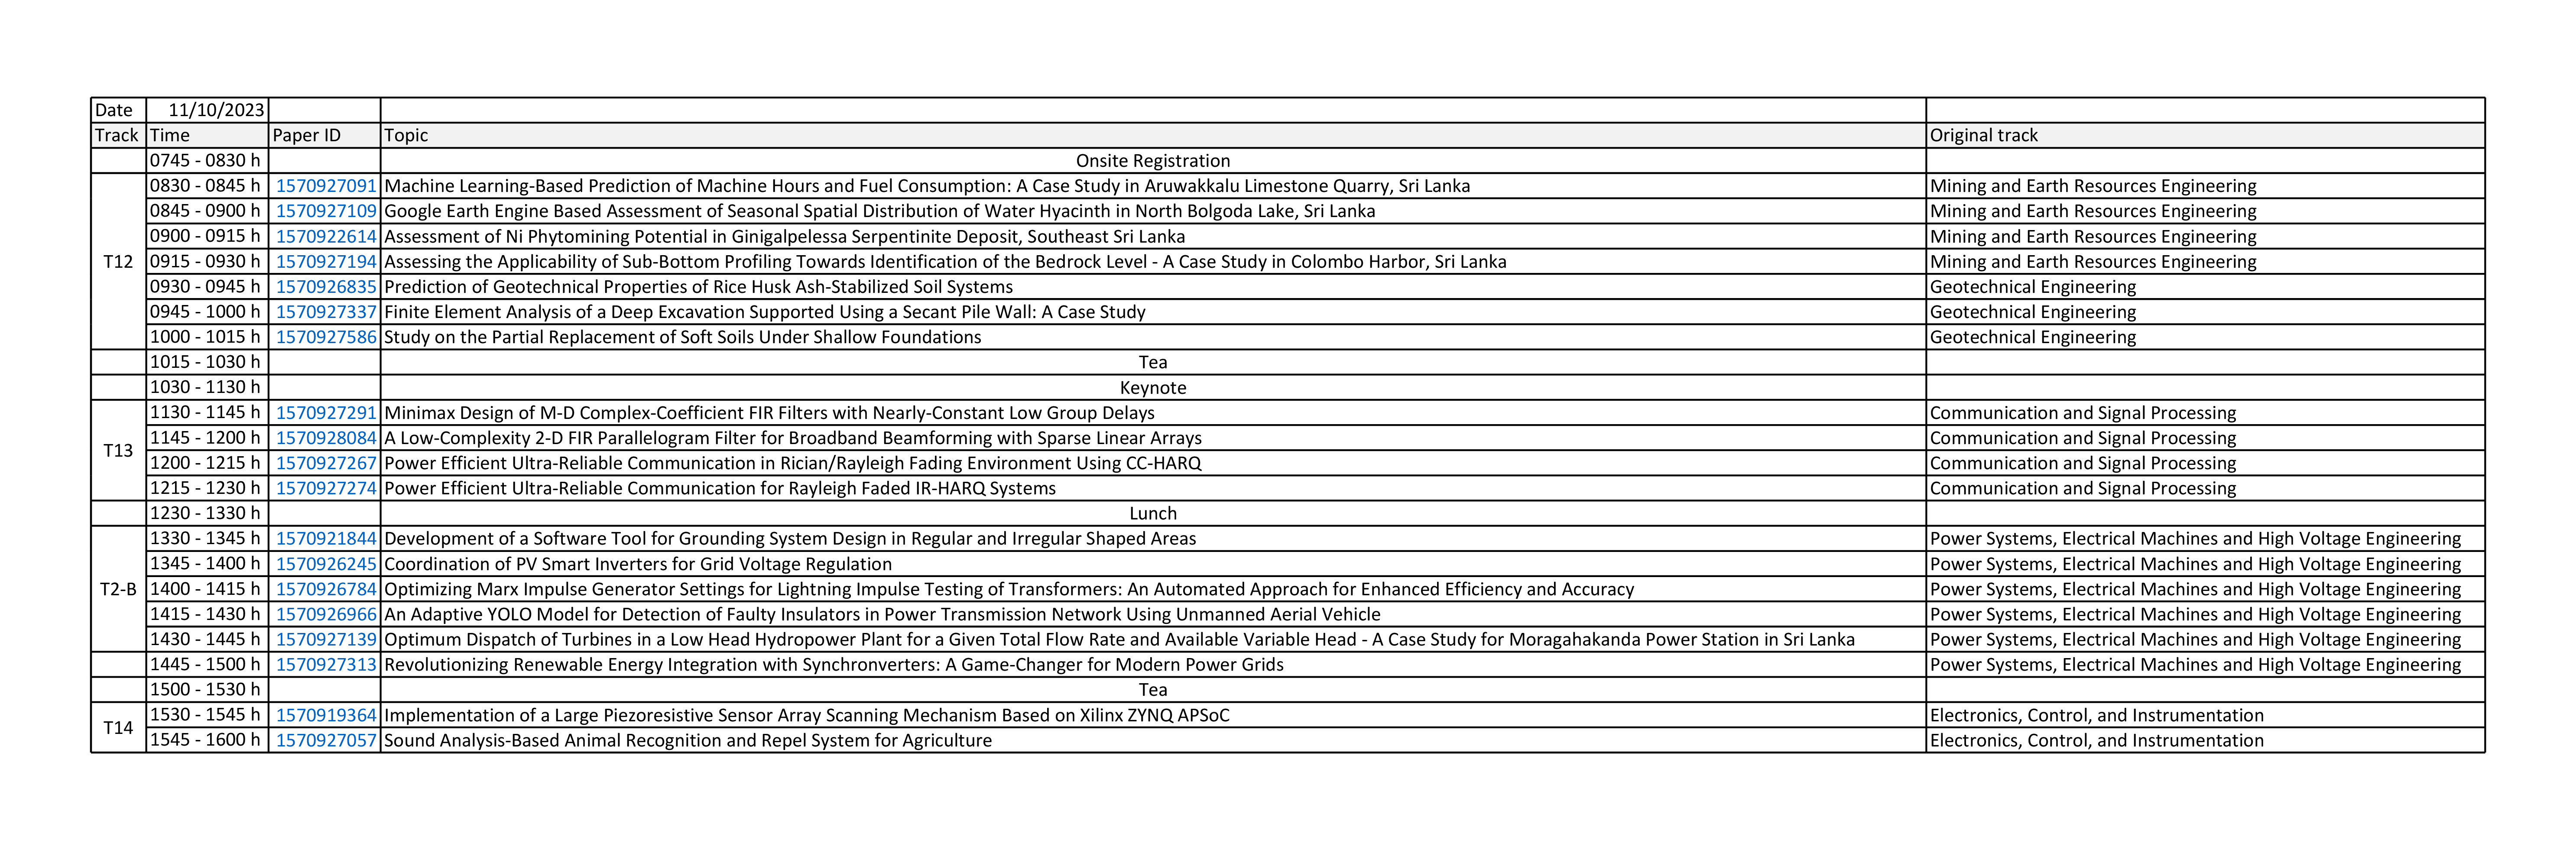 Date 11/10/2023
Track Time Paper ID Topic Original track
0745 - 0830 h Onsite Registration
0830 - 0845 h 1570927091 Machine Learning-Based Prediction of Machine Hours and Fuel Consumption: A Case Study in Aruwakkalu Limestone Quarry, Sri Lanka Mining and Earth Resources Engineering
0845 - 0900 h 1570927109 Google Earth Engine Based Assessment of Seasonal Spatial Distribution of Water Hyacinth in North Bolgoda Lake, Sri Lanka Mining and Earth Resources Engineering
0900 - 0915 h 1570922614 Assessment of Ni Phytomining Potential in Ginigalpelessa Serpentinite Deposit, Southeast Sri Lanka Mining and Earth Resources Engineering
T12 0915 - 0930 h 1570927194 Assessing the Applicability of Sub-Bottom Profiling Towards Identification of the Bedrock Level - A Case Study in Colombo Harbor, Sri Lanka Mining and Earth Resources Engineering
0930 - 0945 h 1570926835 Prediction of Geotechnical Properties of Rice Husk Ash-Stabilized Soil Systems Geotechnical Engineering
0945 - 1000 h 1570927337 Finite Element Analysis of a Deep Excavation Supported Using a Secant Pile Wall: A Case Study Geotechnical Engineering
1000 - 1015 h 1570927586 Study on the Partial Replacement of Soft Soils Under Shallow Foundations Geotechnical Engineering
1015 - 1030 h Tea
1030 - 1130 h Keynote
T13 1130 - 1145 h 1570927291 Minimax Design of M-D Complex-Coefficient FIR Filters with Nearly-Constant Low Group Delays Communication and Signal Processing
1145 - 1200 h 1570928084 A Low-Complexity 2-D FIR Parallelogram Filter for Broadband Beamforming with Sparse Linear Arrays Communication and Signal Processing
1200 - 1215 h 1570927267 Power Efficient Ultra-Reliable Communication in Rician/Rayleigh Fading Environment Using CC-HARQ Communication and Signal Processing
1215 - 1230 h 1570927274 Power Efficient Ultra-Reliable Communication for Rayleigh Faded IR-HARQ Systems Communication and Signal Processing
1230 - 1330 h Lunch
1330 - 1345 h 1570921844 Development of a Software Tool for Grounding System Design in Regular and Irregular Shaped Areas Power Systems, Electrical Machines and High Voltage Engineering
1345 - 1400 h 1570926245 Coordination of PV Smart Inverters for Grid Voltage Regulation Power Systems, Electrical Machines and High Voltage Engineering
T2-B 1400 - 1415 h 1570926784 Optimizing Marx Impulse Generator Settings for Lightning Impulse Testing of Transformers: An Automated Approach for Enhanced Efficiency and Accuracy Power Systems, Electrical Machines and High Voltage Engineering
1415 - 1430 h 1570926966 An Adaptive YOLO Model for Detection of Faulty Insulators in Power Transmission Network Using Unmanned Aerial Vehicle Power Systems, Electrical Machines and High Voltage Engineering
1430 - 1445 h 1570927139 Optimum Dispatch of Turbines in a Low Head Hydropower Plant for a Given Total Flow Rate and Available Variable Head - A Case Study for Moragahakanda Power Station in Sri Lanka Power Systems, Electrical Machines and High Voltage Engineering
1445 - 1500 h 1570927313 Revolutionizing Renewable Energy Integration with Synchronverters: A Game-Changer for Modern Power Grids Power Systems, Electrical Machines and High Voltage Engineering
1500 - 1530 h Tea
T14 1530 - 1545 h 1570919364 Implementation of a Large Piezoresistive Sensor Array Scanning Mechanism Based on Xilinx ZYNQ APSoC Electronics, Control, and Instrumentation
1545 - 1600 h 1570927057 Sound Analysis-Based Animal Recognition and Repel System for Agriculture Electronics, Control, and Instrumentation